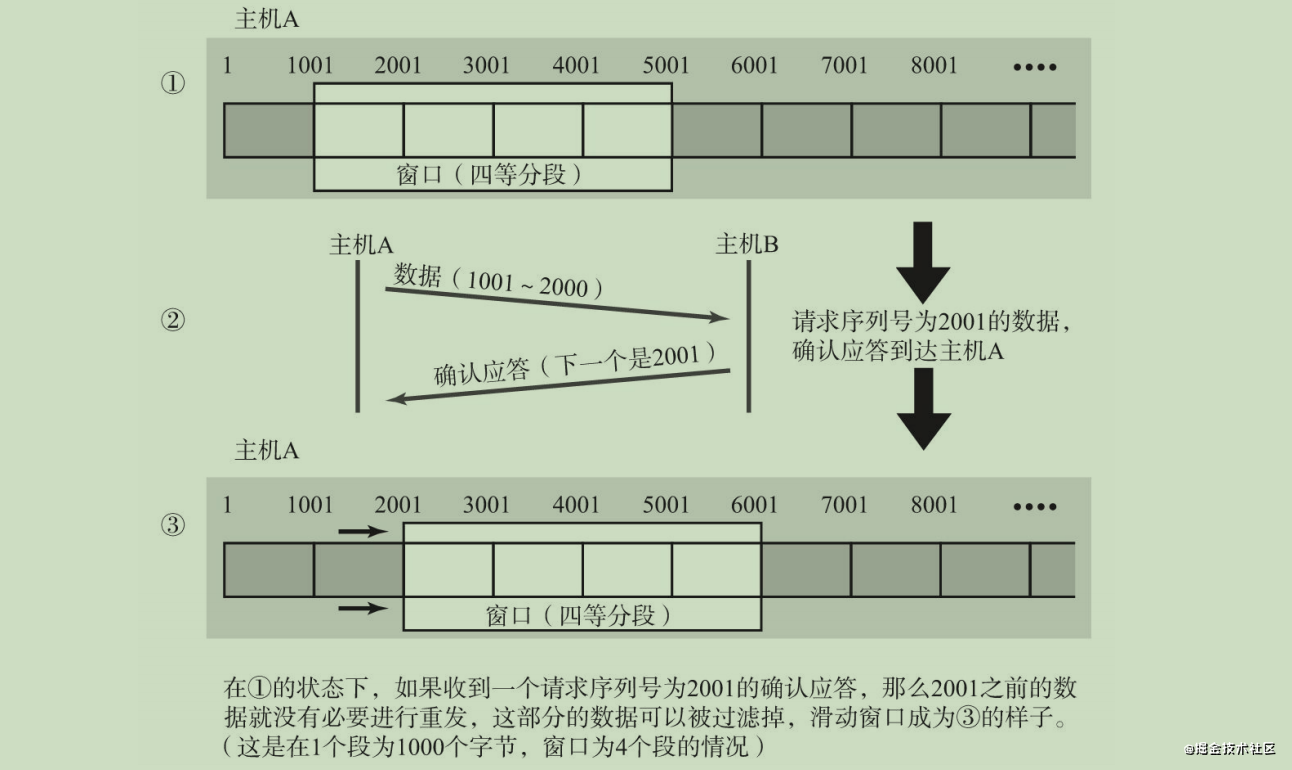 主机A
①
1 1001 2001 3001 4001 5001 6001 7001 8001 ••••
窗口（四等分段）
主机A
主机B
②
数据（1001～2000）
确认应答（下一个是2001）
请求序列号为2001的数据，
确认应答到达主机A
主机A
③
1 1001 2001 3001 4001 5001 6001 7001 8001 ••••
窗口（四等分段）
在①的状态下，如果收到一个请求序列号为2001的确认应答，那么2001之前的数
据就没有必要进行重发，这部分的数据可以被过滤掉，滑动窗口成为③的样子。
（这是在1个段为1000个字节，窗口为4个段的情况）
@掘金技术社区